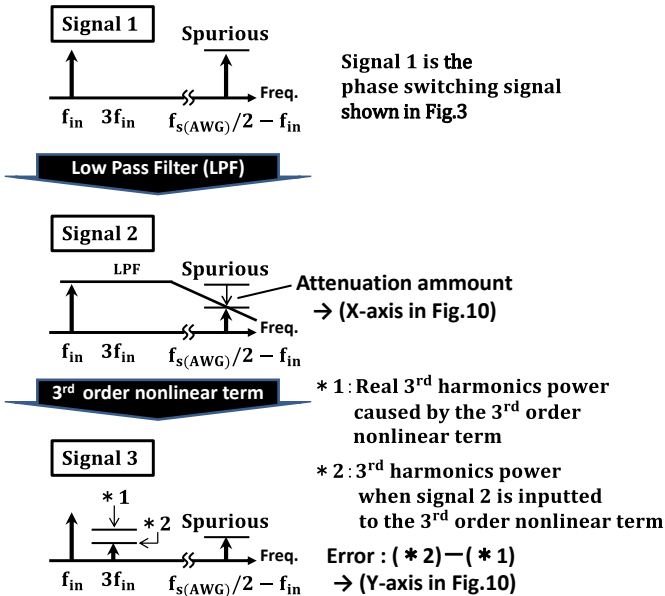 Signal 1
Spurious
Freq.
f_in 3f_in f_s(AWG)/2 − f_in
Signal 1 is the
phase switching signal
shown in Fig.3
Low Pass Filter (LPF)
Signal 2
LPF
Spurious
Attenuation ammount
→ (X-axis in Fig.10)
Freq.
f_in 3f_in f_s(AWG)/2 − f_in
3rd order nonlinear term
*1:Real 3rd harmonics power
caused by the 3rd order
nonlinear term
Signal 3
*1
*2
Spurious
Freq.
f_in 3f_in f_s(AWG)/2 − f_in
*2:3rd harmonics power
when signal 2 is inputted
to the 3rd order nonlinear term
Error : (*2)—(*1)
→ (Y-axis in Fig.10)